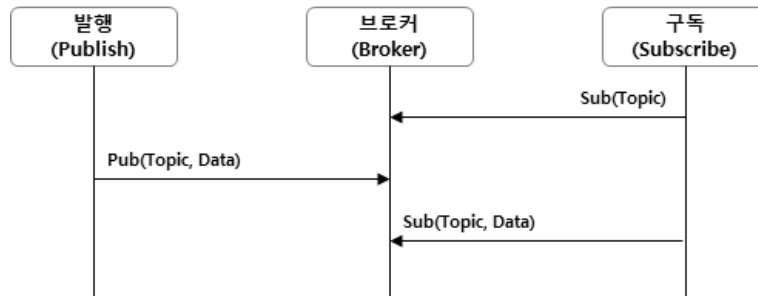 발행
(Publish)
브로커
(Broker)
구독
(Subscribe)
Sub(Topic)
Pub(Topic, Data)
Sub(Topic, Data)